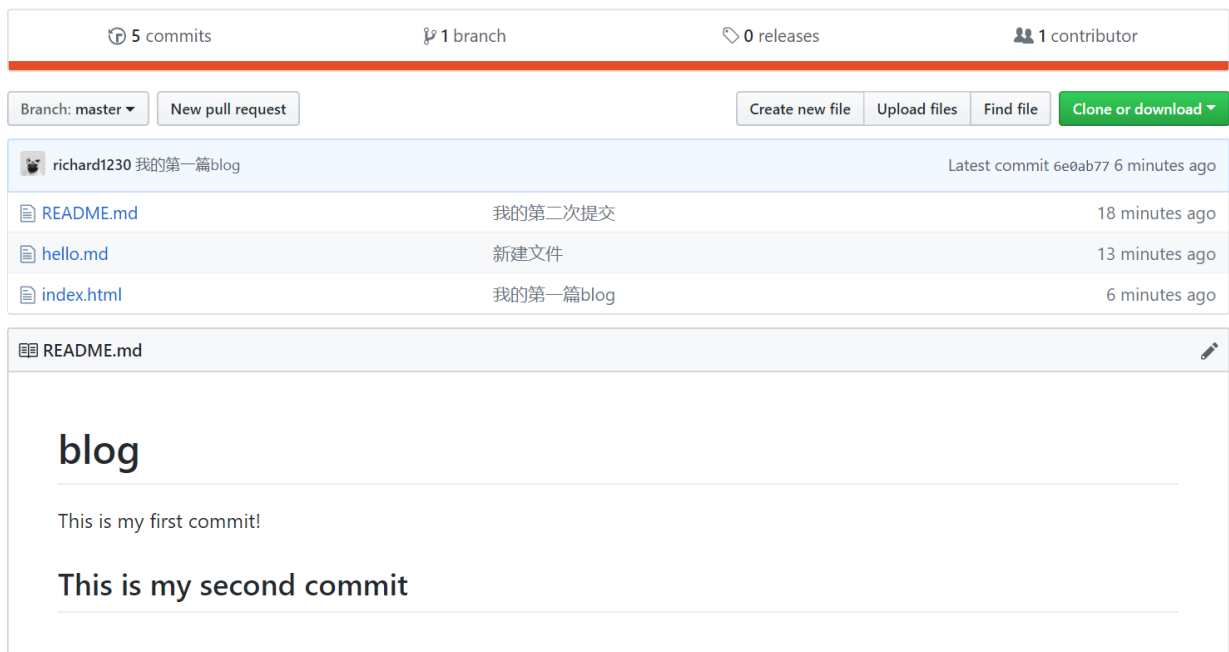 5 commits 1 branch 0 releases 1 contributor
Branch: master New pull request Create new file Upload files Find file Clone or download
richard1230 我的第一篇blog Latest commit 6e0ab77 6 minutes ago
README.md 我的第二次提交 18 minutes ago
hello.md 新建文件 13 minutes ago
index.html 我的第一篇blog 6 minutes ago
README.md
blog
This is my first commit!
This is my second commit